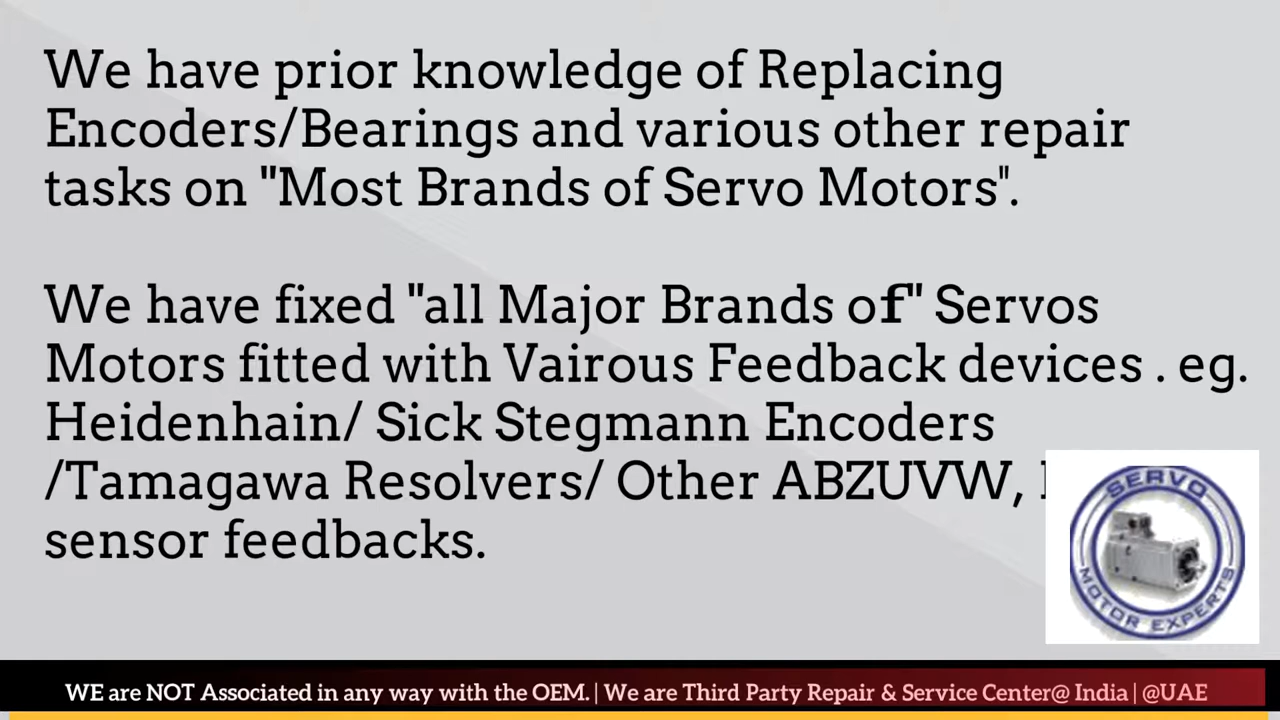 We have prior knowledge of Replacing
Encoders/Bearings and various other repair
tasks on "Most Brands of Servo Motors".
We have fixed "all Major Brands of" Servos
Motors fitted with Vairous Feedback devices . eg.
Heidenhain/ Sick Stegmann Encoders
/Tamagawa Resolvers/ Other ABZUVW,
sensor feedbacks.
SERVO
MOTOR EXPERTS
WE are NOT Associated in any way with the OEM. | We are Third Party Repair & Service Center@ India | @UAE